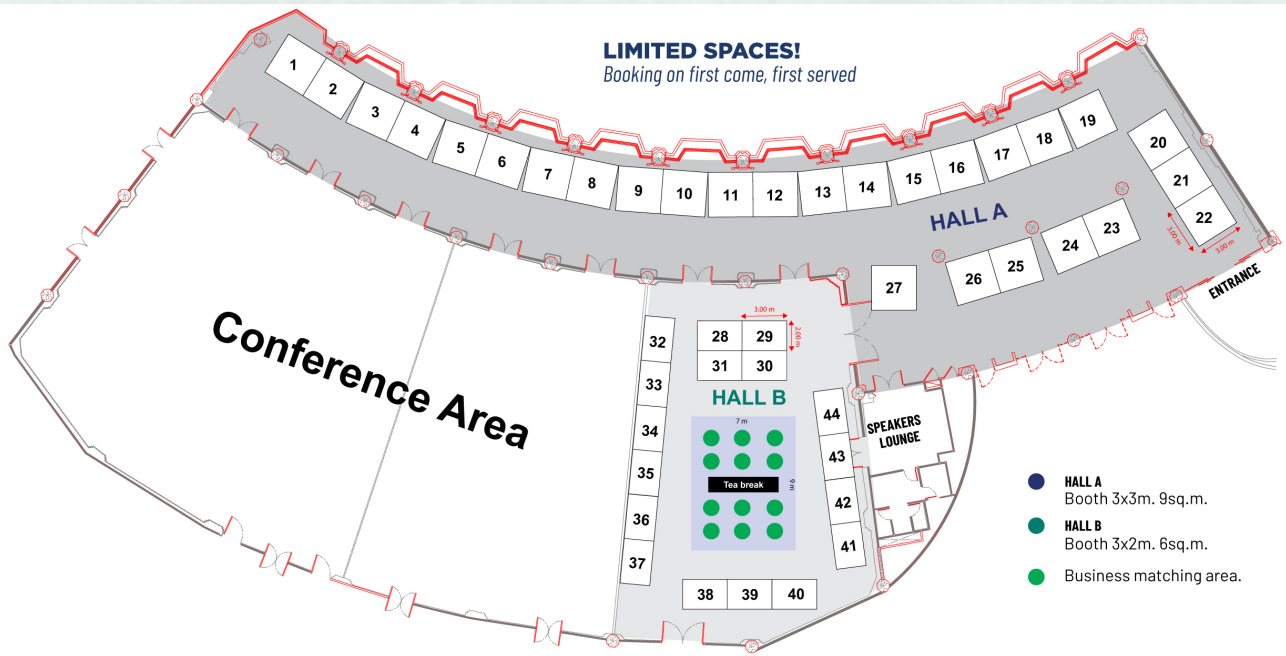 LIMITED SPACES!
Booking on first come, first served
1
2
3
4
5
6
7
8
9
10
11
12
13
14
15
16
17
18
19
20
21
22
3.00 m
3.00 m
HALL A
23
24
25
26
27
ENTRANCE
Conference Area
3.00 m
28
29
2.00 m
31
30
HALL B
32
33
34
35
36
37
7 m
Tea break
9 m
44
43
42
41
SPEAKERS
LOUNGE
38
39
40
HALL A
Booth 3x3m. 9sq.m.
HALL B
Booth 3x2m. 6sq.m.
Business matching area.